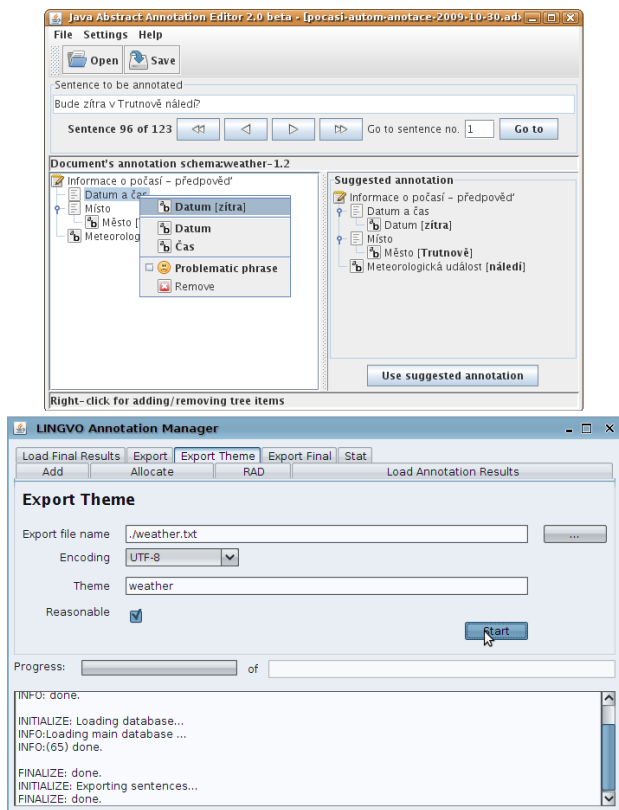 Java Abstract Annotation Editor 2.0 beta - [pocasi-autom-anotace-2009-10-30.ad
File Settings Help
Open Save
Sentence to be annotated
Bude zítra v Trutnově náledí?
Sentence 96 of 123 Go to sentence no. 1 Go to
Document's annotation schema:weather-1.2
Informace o počasí – předpověď
Datum a čas
Místo
Město [
Meteorolog
Datum [zítra]
Datum
Čas
Problematic phrase
Remove
Suggested annotation
Informace o počasí – předpověď
Datum a čas
Datum [zítra]
Místo
Město [Trutnově]
Meteorologická událost [náledí]
Use suggested annotation
Right-click for adding/removing tree items
LINGVO Annotation Manager
Load Final Results Export Export Theme Export Final Stat
Add Allocate RAD Load Annotation Results
Export Theme
Export file name ./weather.txt ...
Encoding UTF-8
Theme weather
Reasonable
Start
Progress: of
INFO: done.
INITIALIZE: Loading database...
INFO:Loading main database ...
INFO:(65) done.
FINALIZE: done.
INITIALIZE: Exporting sentences...
FINALIZE: done.